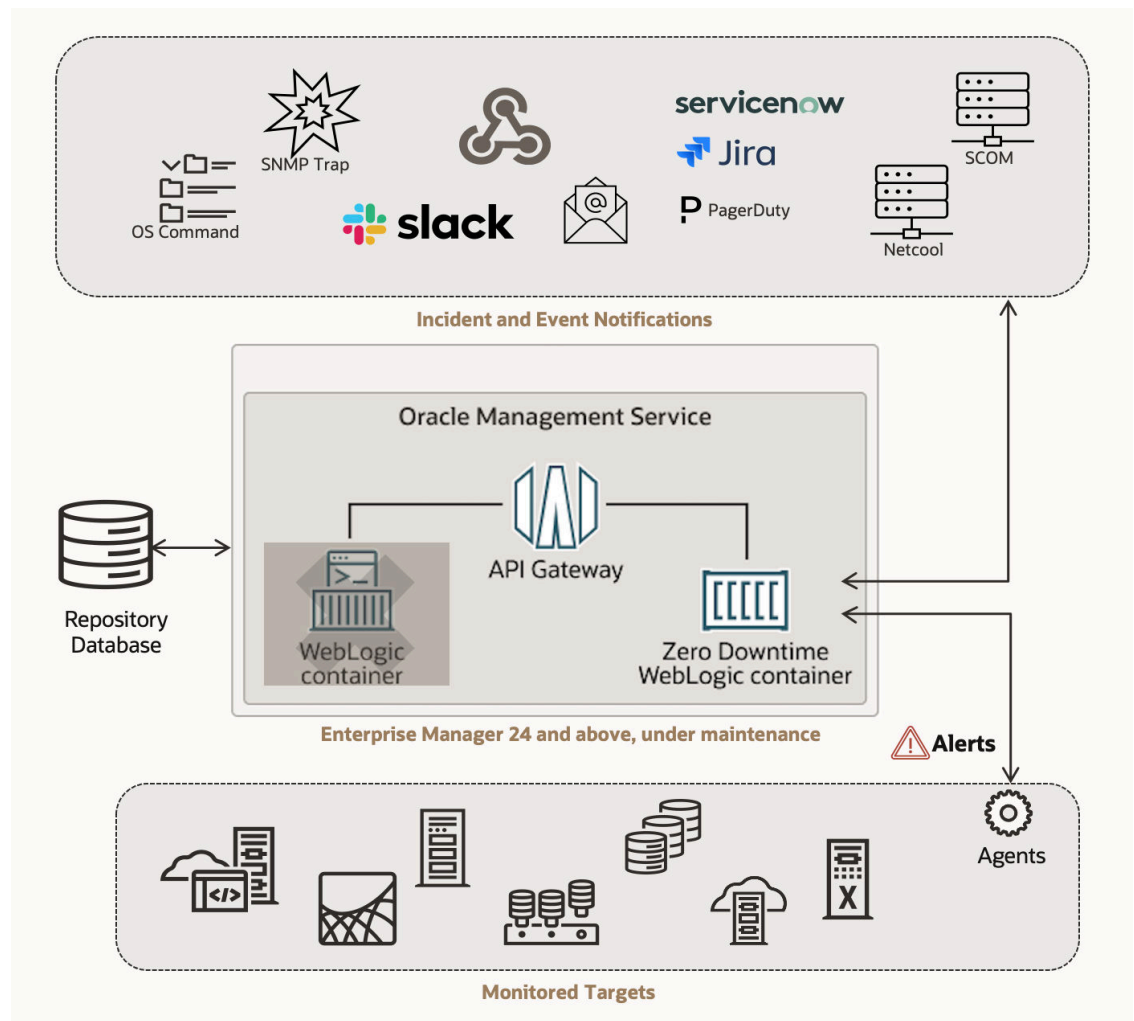 servicenow
SNMP Trap
Jira
SCOM
OS Command
slack
@
PagerDuty
Netcool
Incident and Event Notifications
Oracle Management Service
API Gateway
>_
Repository
Database
WebLogic
container
Zero Downtime
WebLogic container
Enterprise Manager 24 and above, under maintenance
Alerts
Agents
</>
X
Monitored Targets